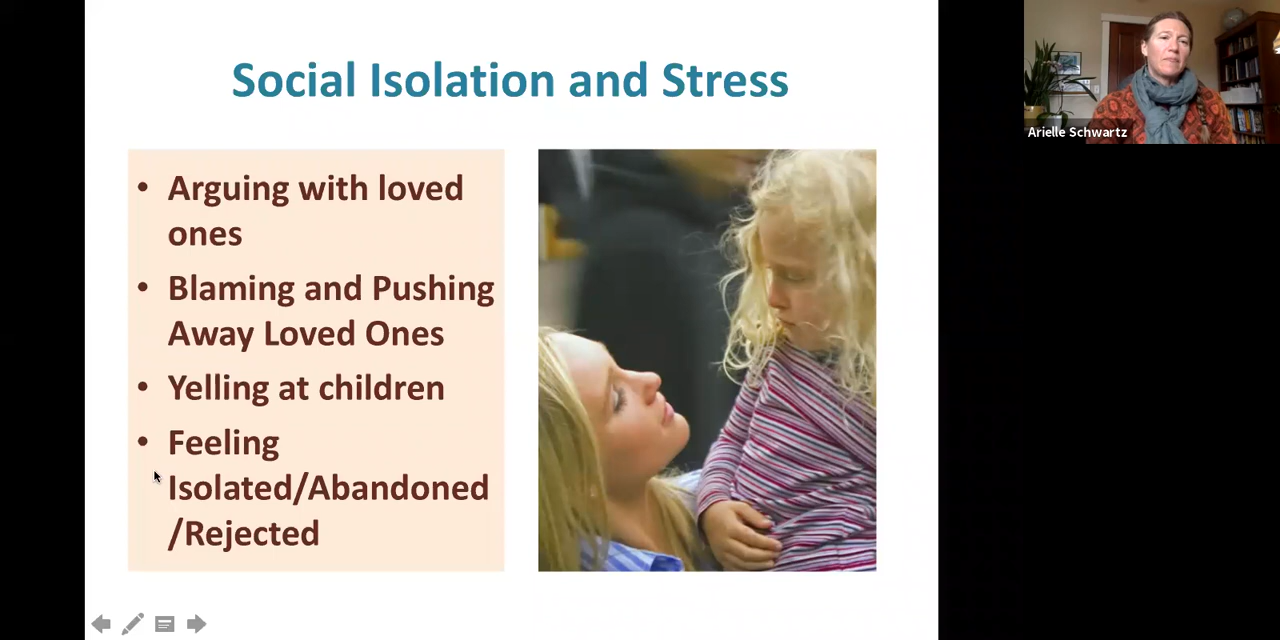 Social Isolation and Stress
• Arguing with loved
ones
• Blaming and Pushing
Away Loved Ones
• Yelling at children
• Feeling
Isolated/Abandoned
/Rejected
Arielle Schwartz